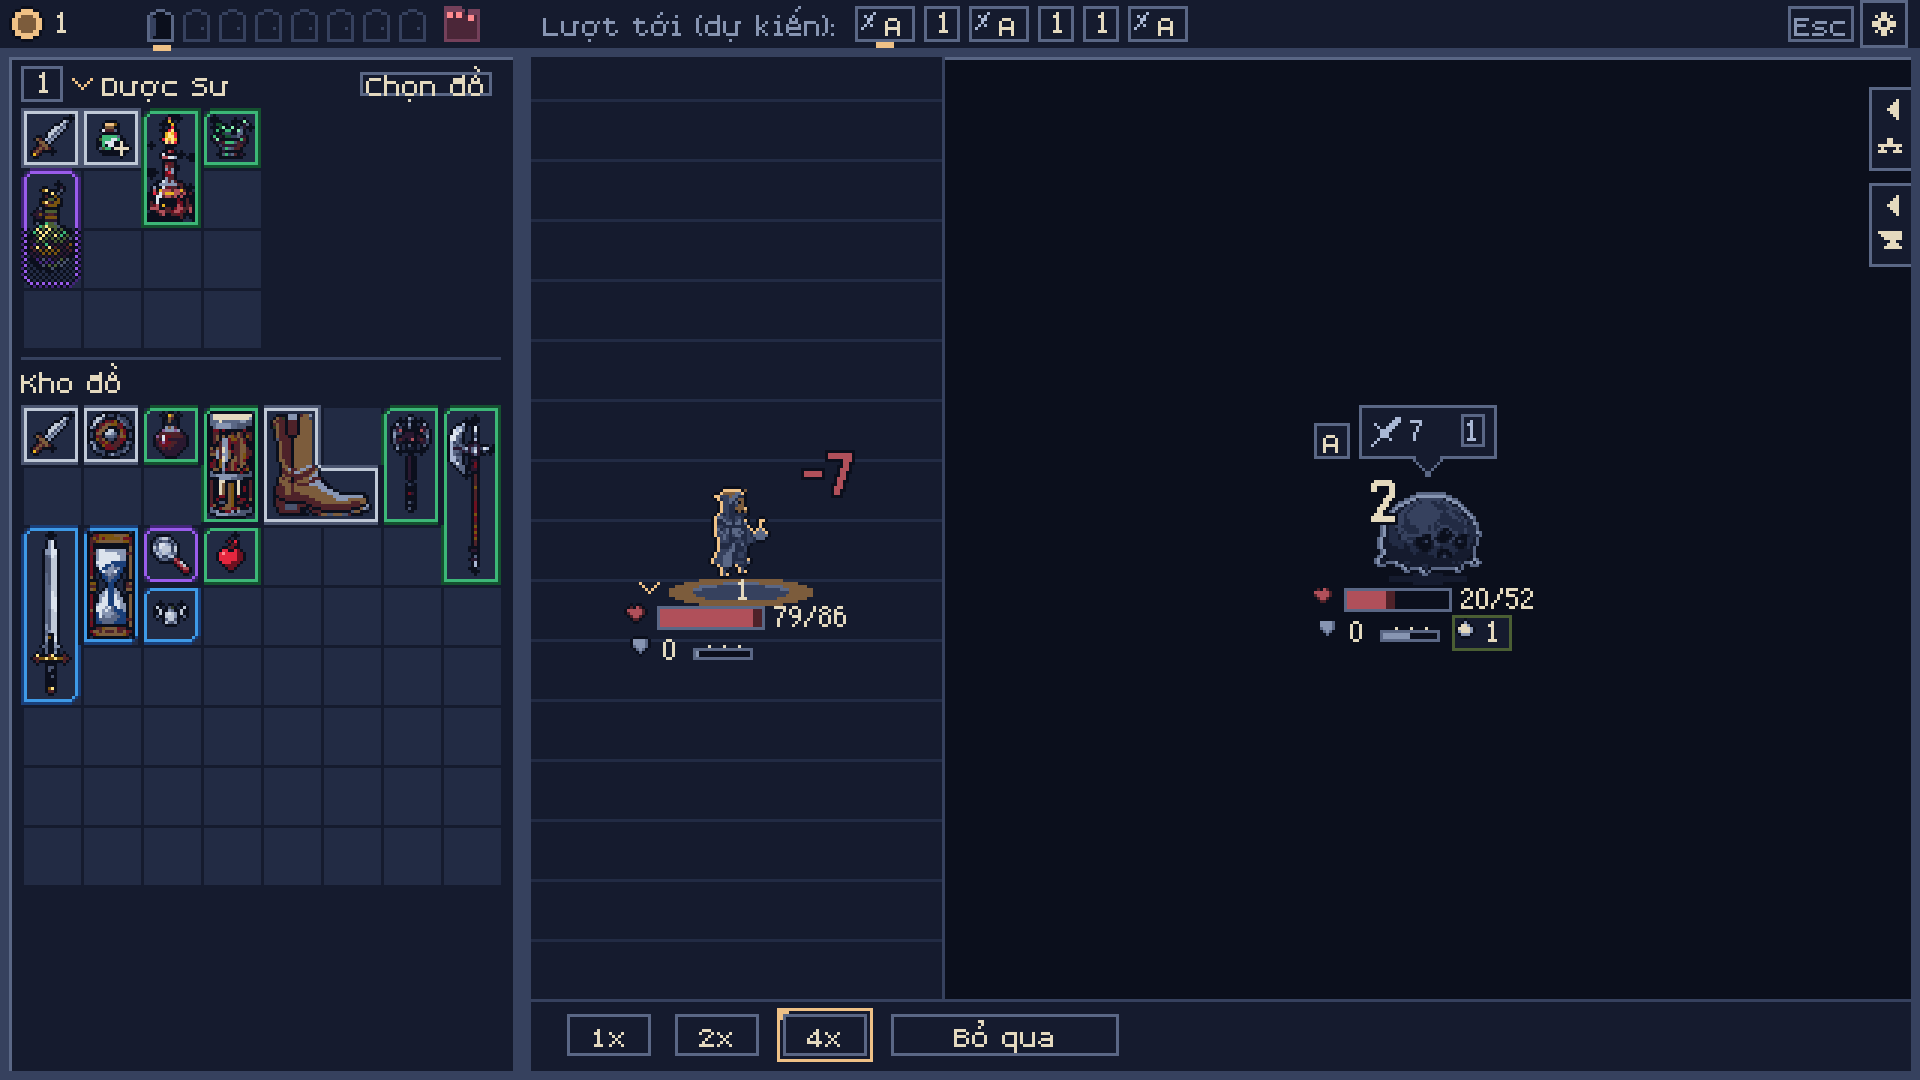 1
Lượt tới (dự kiến): A 1 A 1 1 A
Esc
1 Dược Sư
Chọn đồ
Kho đồ
-7
1
79/86
0
A 7 1
2
20/52
0 1
1x 2x 4x Bỏ qua